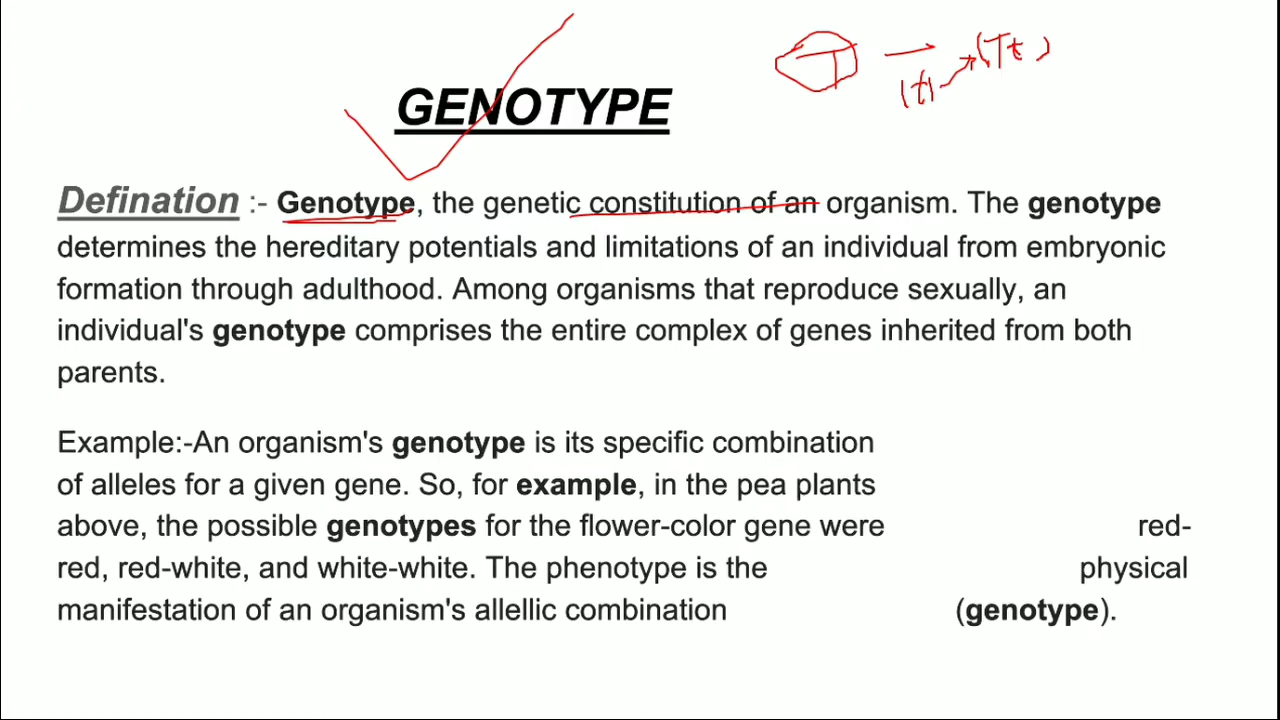 T → (Tt)
(t)
GENOTYPE
Defination :- Genotype, the genetic constitution of an organism. The genotype
determines the hereditary potentials and limitations of an individual from embryonic
formation through adulthood. Among organisms that reproduce sexually, an
individual's genotype comprises the entire complex of genes inherited from both
parents.
Example:-An organism's genotype is its specific combination
of alleles for a given gene. So, for example, in the pea plants
above, the possible genotypes for the flower-color gene were red-
red, red-white, and white-white. The phenotype is the physical
manifestation of an organism's allellic combination (genotype).